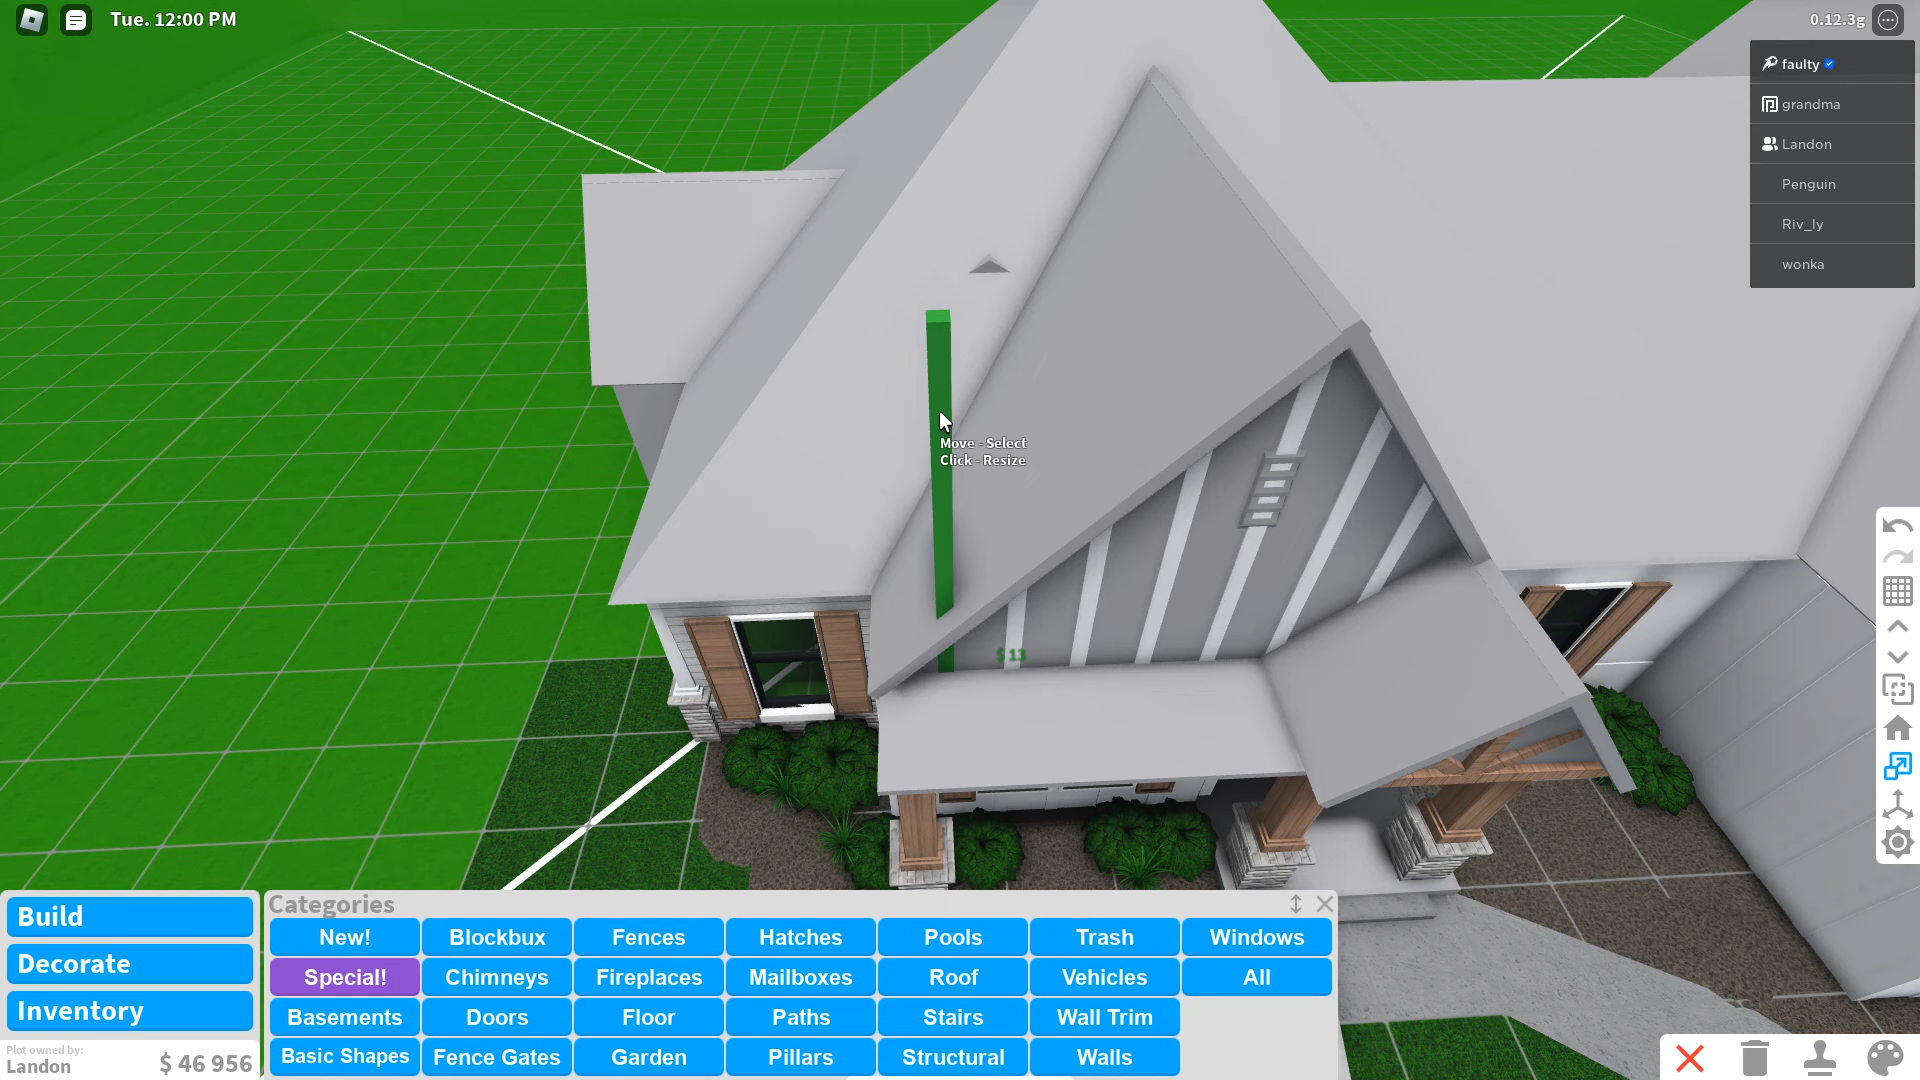 Tue. 12:00 PM
0.12.3g
faulty
grandma
Landon
Penguin
Riv_ly
wonka
Move - Select
Click - Resize
$ 13
Build
Decorate
Inventory
Plot owned by:
Landon
$ 46 956
Categories
New! Blockbux Fences Hatches Pools Trash Windows
Special! Chimneys Fireplaces Mailboxes Roof Vehicles All
Basements Doors Floor Paths Stairs Wall Trim
Basic Shapes Fence Gates Garden Pillars Structural Walls